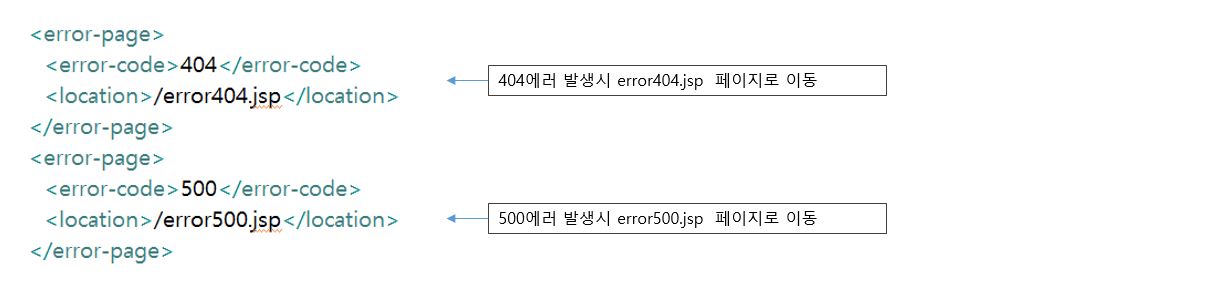 <error-page>
<error-code>404</error-code>
<location>/error404.jsp</location>
</error-page>
404에러 발생시 error404.jsp 페이지로 이동
<error-page>
<error-code>500</error-code>
<location>/error500.jsp</location>
</error-page>
500에러 발생시 error500.jsp 페이지로 이동